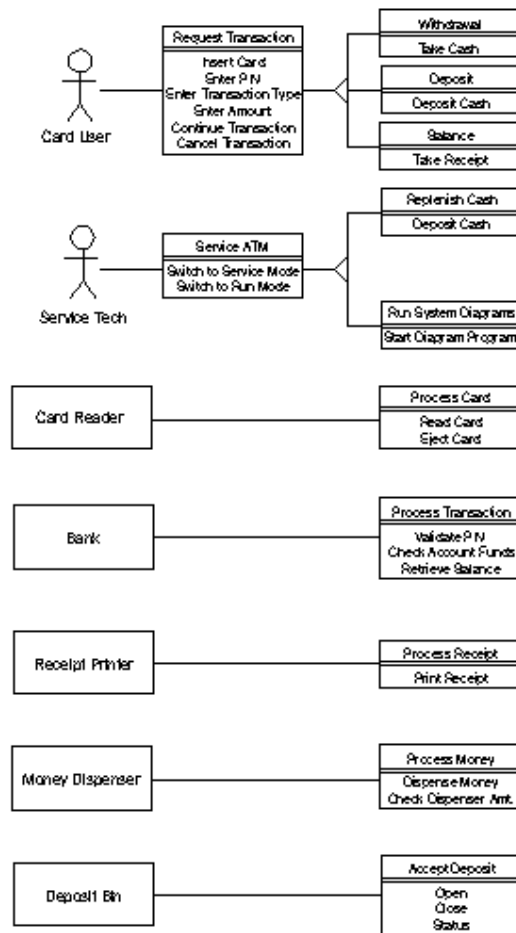 Request Transaction
Insert Card
Enter PIN
Enter Transaction Type
Enter Amount
Continue Transaction
Cancel Transaction
Card User
Withdrawal
Take Cash
Deposit
Deposit Cash
Balance
Take Receipt
Service ATM
Switch to Service Mode
Switch to Run Mode
Service Tech
Replenish Cash
Deposit Cash
Run System Diagrams
Start Diagram Program
Card Reader
Process Card
Read Card
Eject Card
Bank
Process Transaction
Validate PIN
Check Account Funds
Retrieve Balance
Receipt Printer
Process Receipt
Print Receipt
Money Dispenser
Process Money
Dispense Money
Check Dispenser Amt.
Deposit Bin
Accept Deposit
Open
Close
Status